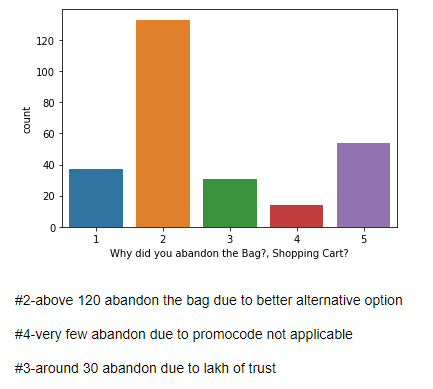 120
100
80
60
40
20
0
count
1 2 3 4 5
Why did you abandon the Bag?, Shopping Cart?
#2-above 120 abandon the bag due to better alternative option
#4-very few abandon due to promocode not applicable
#3-around 30 abandon due to lakh of trust